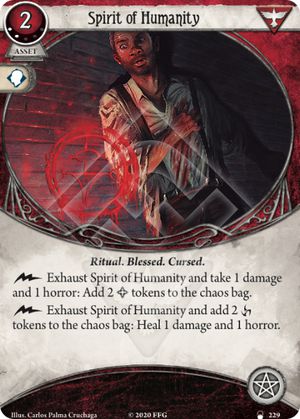 2
Spirit of Humanity
ASSET
Ritual. Blessed. Cursed.
Exhaust Spirit of Humanity and take 1 damage
and 1 horror: Add 2 tokens to the chaos bag.
Exhaust Spirit of Humanity and add 2
tokens to the chaos bag: Heal 1 damage and 1 horror.
Illus. Carlos Palma Cruchaga © 2020 FFG 229